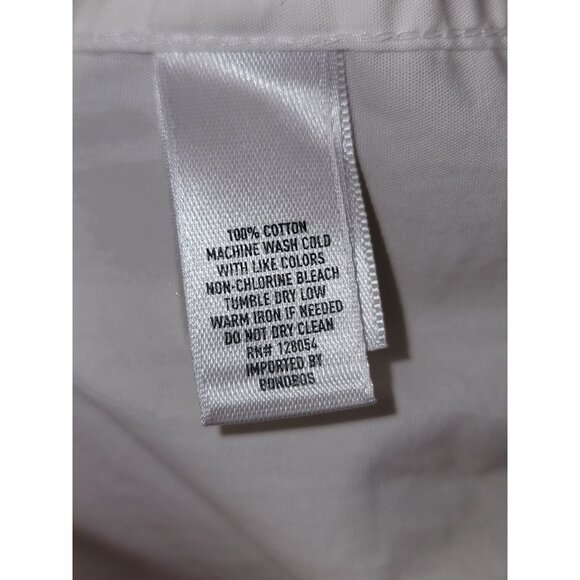 100% COTTON
MACHINE WASH COLD
WITH LIKE COLORS
NON-CHLORINE BLEACH
TUMBLE DRY LOW
WARM IRON IF NEEDED
DO NOT DRY CLEAN
RN# 128054
IMPORTED BY
BONOBOS